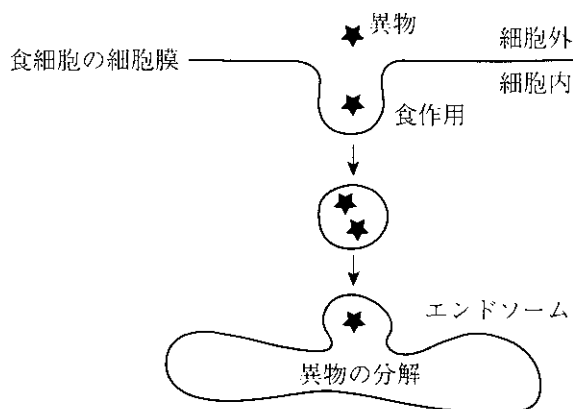 異物
細胞外
食細胞の細胞膜
細胞内
食作用
エンドソーム
異物の分解